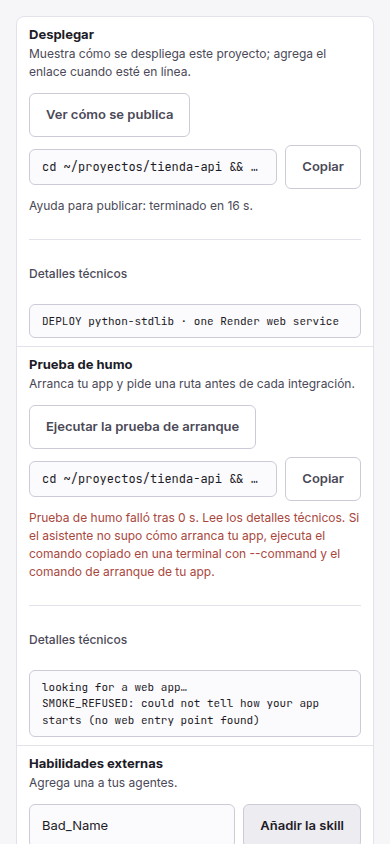 Desplegar
Muestra cómo se despliega este proyecto; agrega el
enlace cuando esté en línea.
Ver cómo se publica
cd ~/proyectos/tienda-api && …
Copiar
Ayuda para publicar: terminado en 16 s.
Detalles técnicos
DEPLOY python-stdlib · one Render web service
Prueba de humo
Arranca tu app y pide una ruta antes de cada integración.
Ejecutar la prueba de arranque
cd ~/proyectos/tienda-api && …
Copiar
Prueba de humo falló tras 0 s. Lee los detalles técnicos. Si
el asistente no supo cómo arranca tu app, ejecuta el
comando copiado en una terminal con --command y el
comando de arranque de tu app.
Detalles técnicos
looking for a web app…
SMOKE_REFUSED: could not tell how your app
starts (no web entry point found)
Habilidades externas
Agrega una a tus agentes.
Bad_Name
Añadir la skill